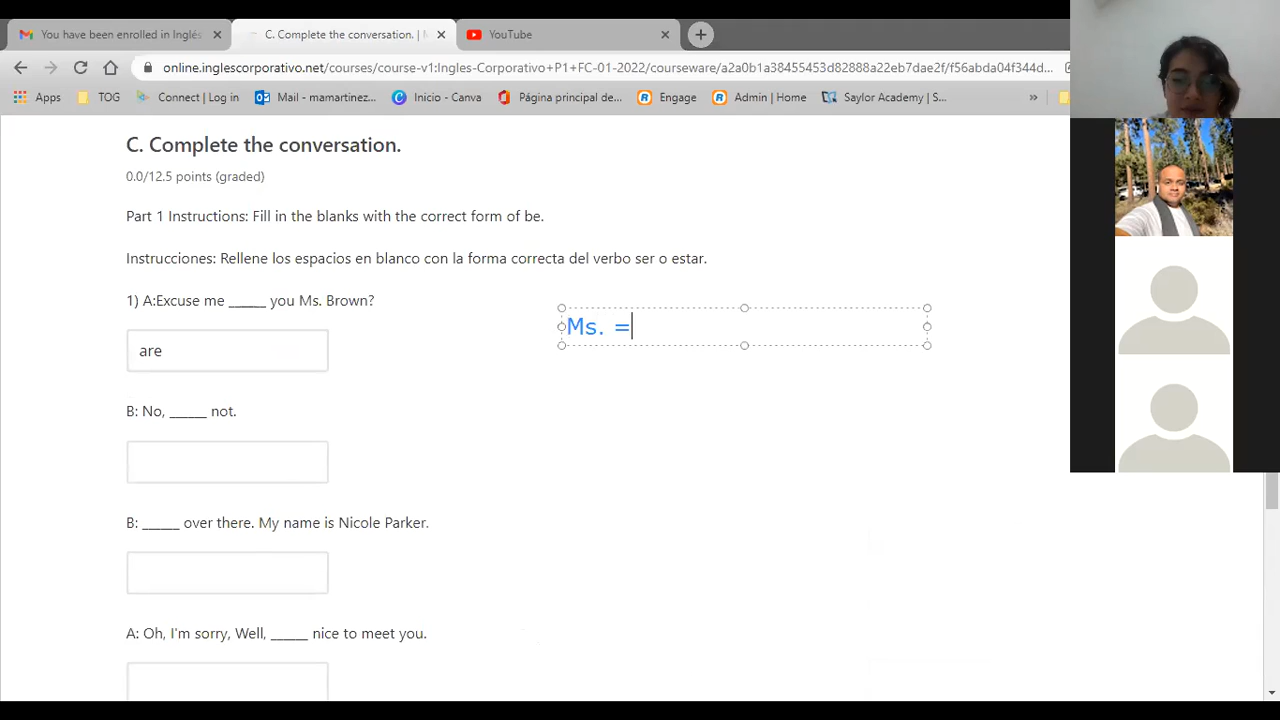 You have been enrolled in Inglés
C. Complete the conversation. | M
YouTube
online.inglescorporativo.net/courses/course-v1:Ingles-Corporativo+P1+FC-01-2022/courseware/a2a0b1a38455453d82888a22eb7dae2f/f56abda04f344d...
Apps
TOG
Connect | Log in
Mail - mamartinez...
Inicio - Canva
Página principal de...
Engage
Admin | Home
Saylor Academy | S...
»
C. Complete the conversation.
0.0/12.5 points (graded)
Part 1 Instructions: Fill in the blanks with the correct form of be.
Instrucciones: Rellene los espacios en blanco con la forma correcta del verbo ser o estar.
1) A:Excuse me ______ you Ms. Brown?
Ms. =
are
B: No, ______ not.
B: ______ over there. My name is Nicole Parker.
A: Oh, I'm sorry, Well, ______ nice to meet you.